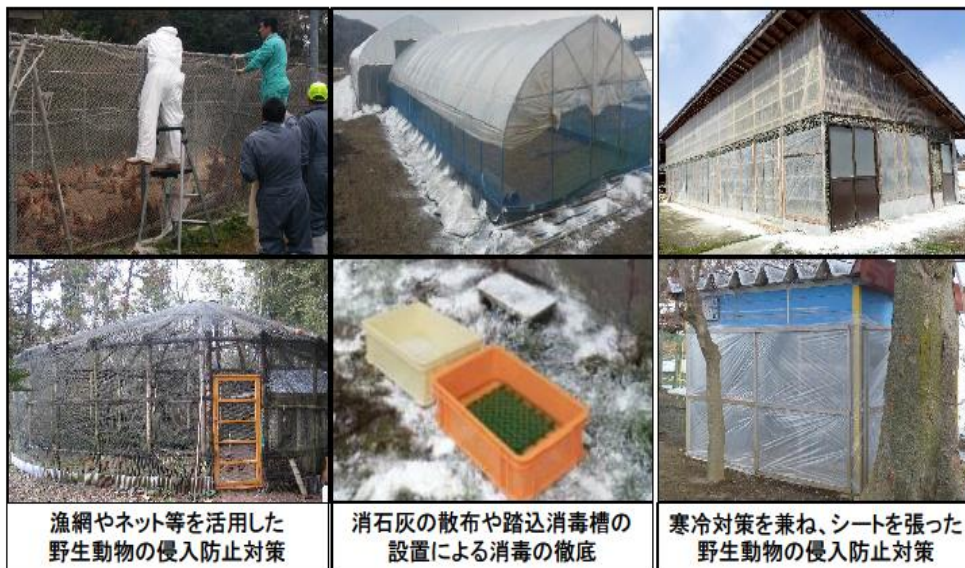 漁網やネット等を活用した
野生動物の侵入防止対策
消石灰の散布や踏込消毒槽の
設置による消毒の徹底
寒冷対策を兼ね、シートを張った
野生動物の侵入防止対策